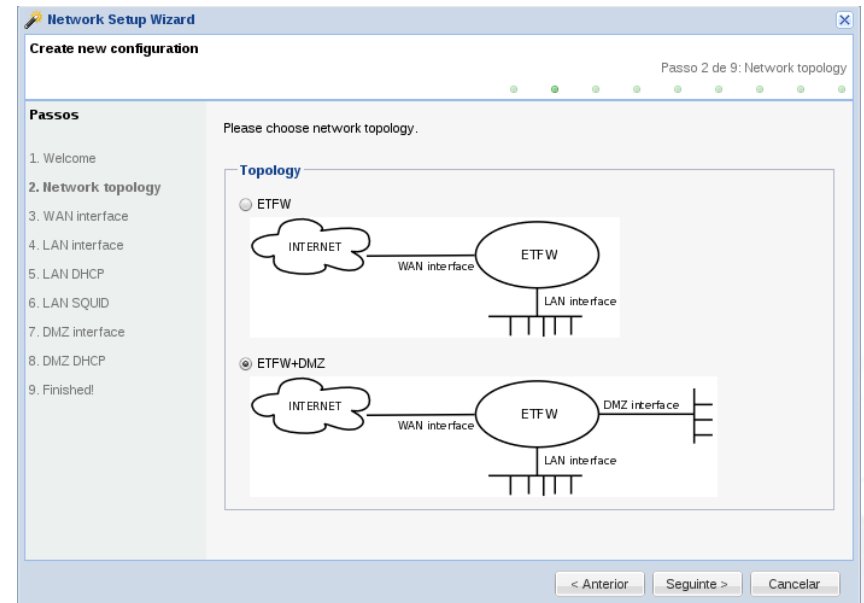 Network Setup Wizard
Create new configuration
Passo 2 de 9: Network topology
Passos
1. Welcome
2. Network topology
3. WAN interface
4. LAN interface
5. LAN DHCP
6. LAN SQUID
7. DMZ interface
8. DMZ DHCP
9. Finished!
Please choose network topology.
Topology
ETFW
INTERNET
WAN interface
ETFW
LAN interface
ETFW+DMZ
INTERNET
WAN interface
ETFW
DMZ interface
LAN interface
< Anterior
Seguinte >
Cancelar